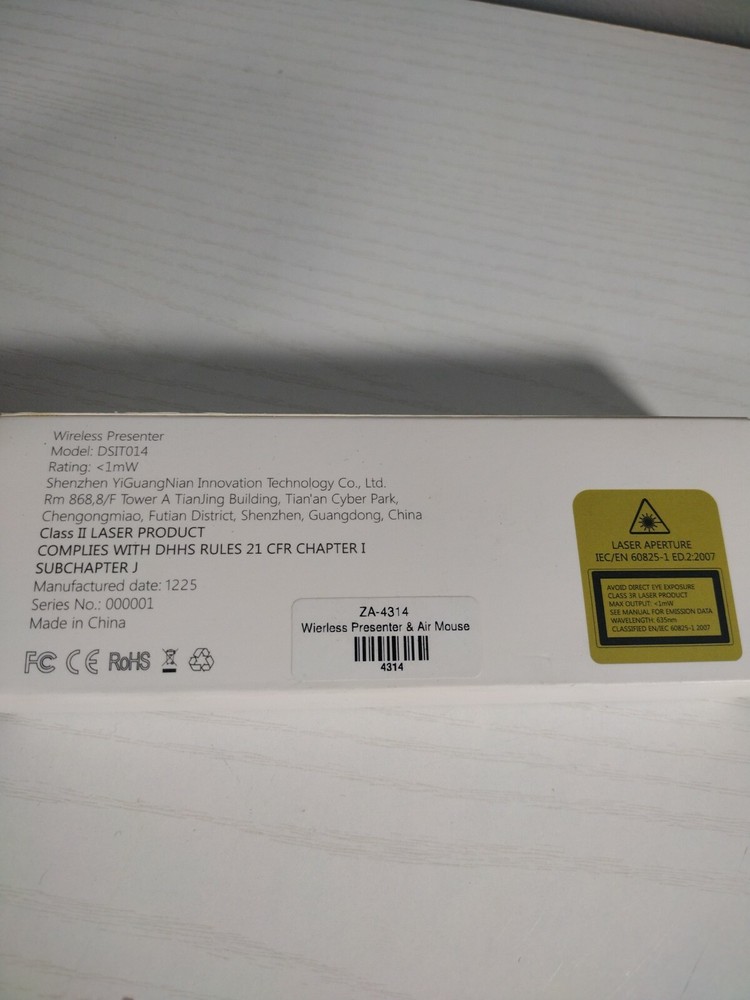 Wireless Presenter
Model: DSIT014
Rating: <1mW
Shenzhen YiGuangNian Innovation Technology Co., Ltd.
Rm 868,8/F Tower A TianJing Building, Tian'an Cyber Park,
Chengongmiao, Futian District, Shenzhen, Guangdong, China
Class II LASER PRODUCT
COMPLIES WITH DHHS RULES 21 CFR CHAPTER I
SUBCHAPTER J
Manufactured date: 1225
Series No.: 000001
Made in China
FC CE RoHS
ZA-4314
Wierless Presenter & Air Mouse
4314
LASER APERTURE
IEC/EN 60825-1 ED.2:2007
AVOID DIRECT EYE EXPOSURE
CLASS 3R LASER PRODUCT
MAX OUTPUT: <1mW
SEE MANUAL FOR EMISSION DATA
WAVELENGTH: 635nm
CLASSIFIED EN/IEC 60825-1 2007